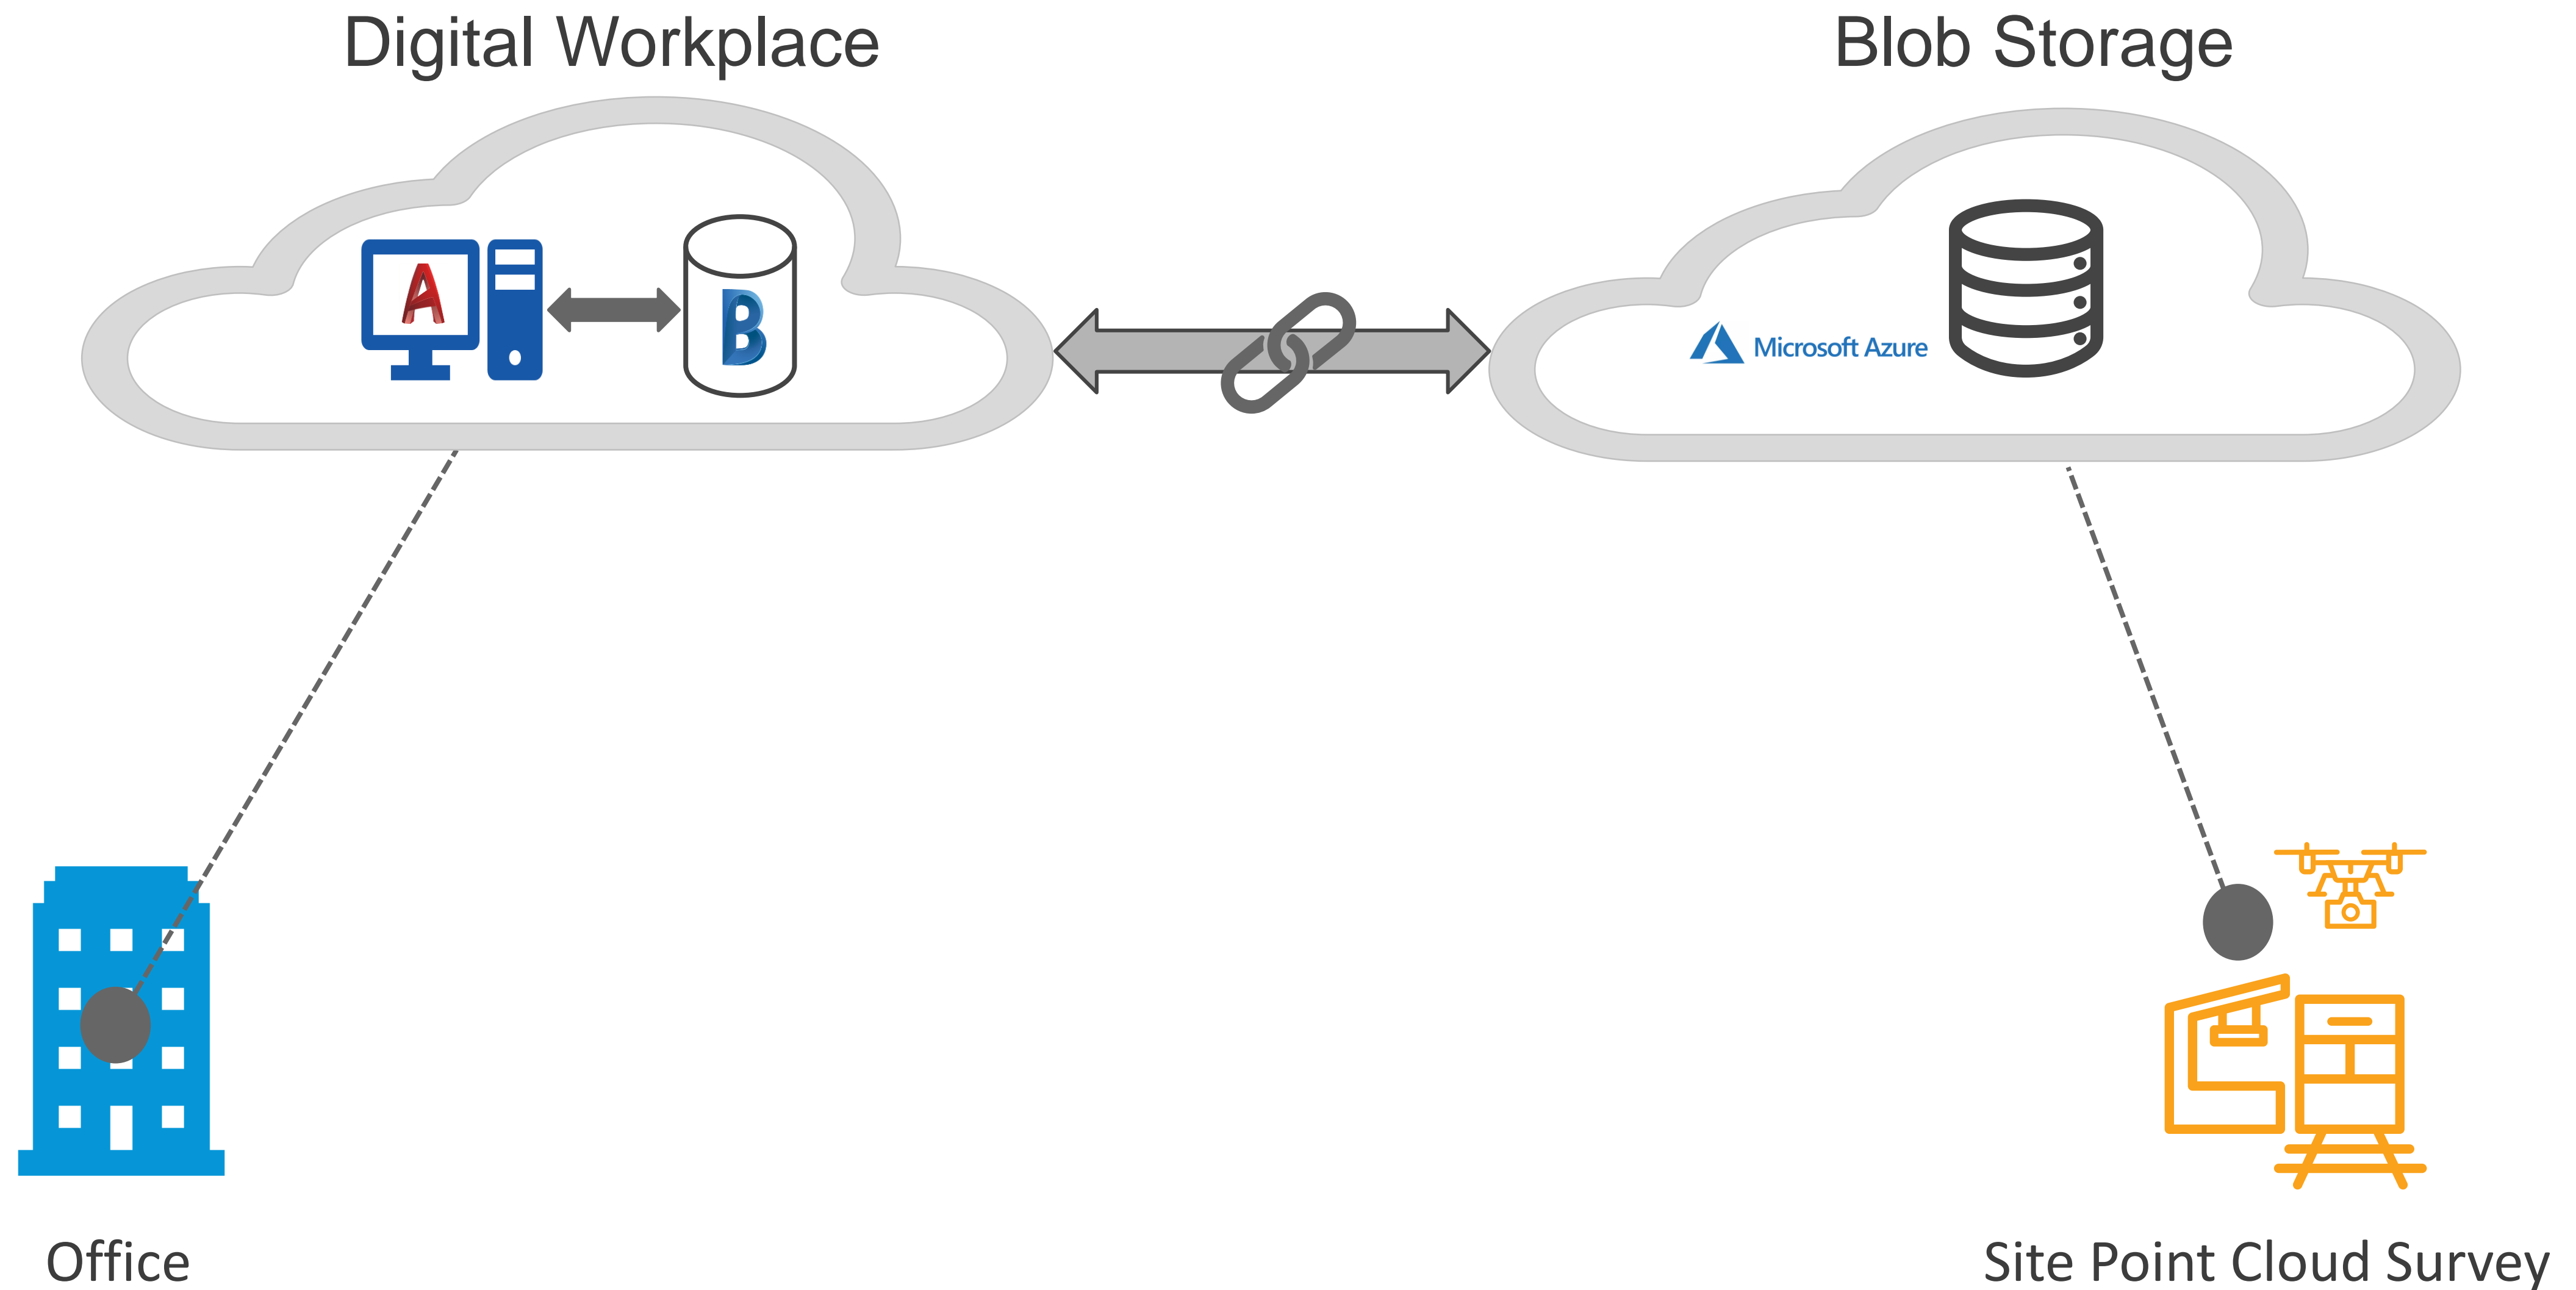 Digital Workplace
Blob Storage
A
B
Microsoft Azure
Office
Site Point Cloud Survey